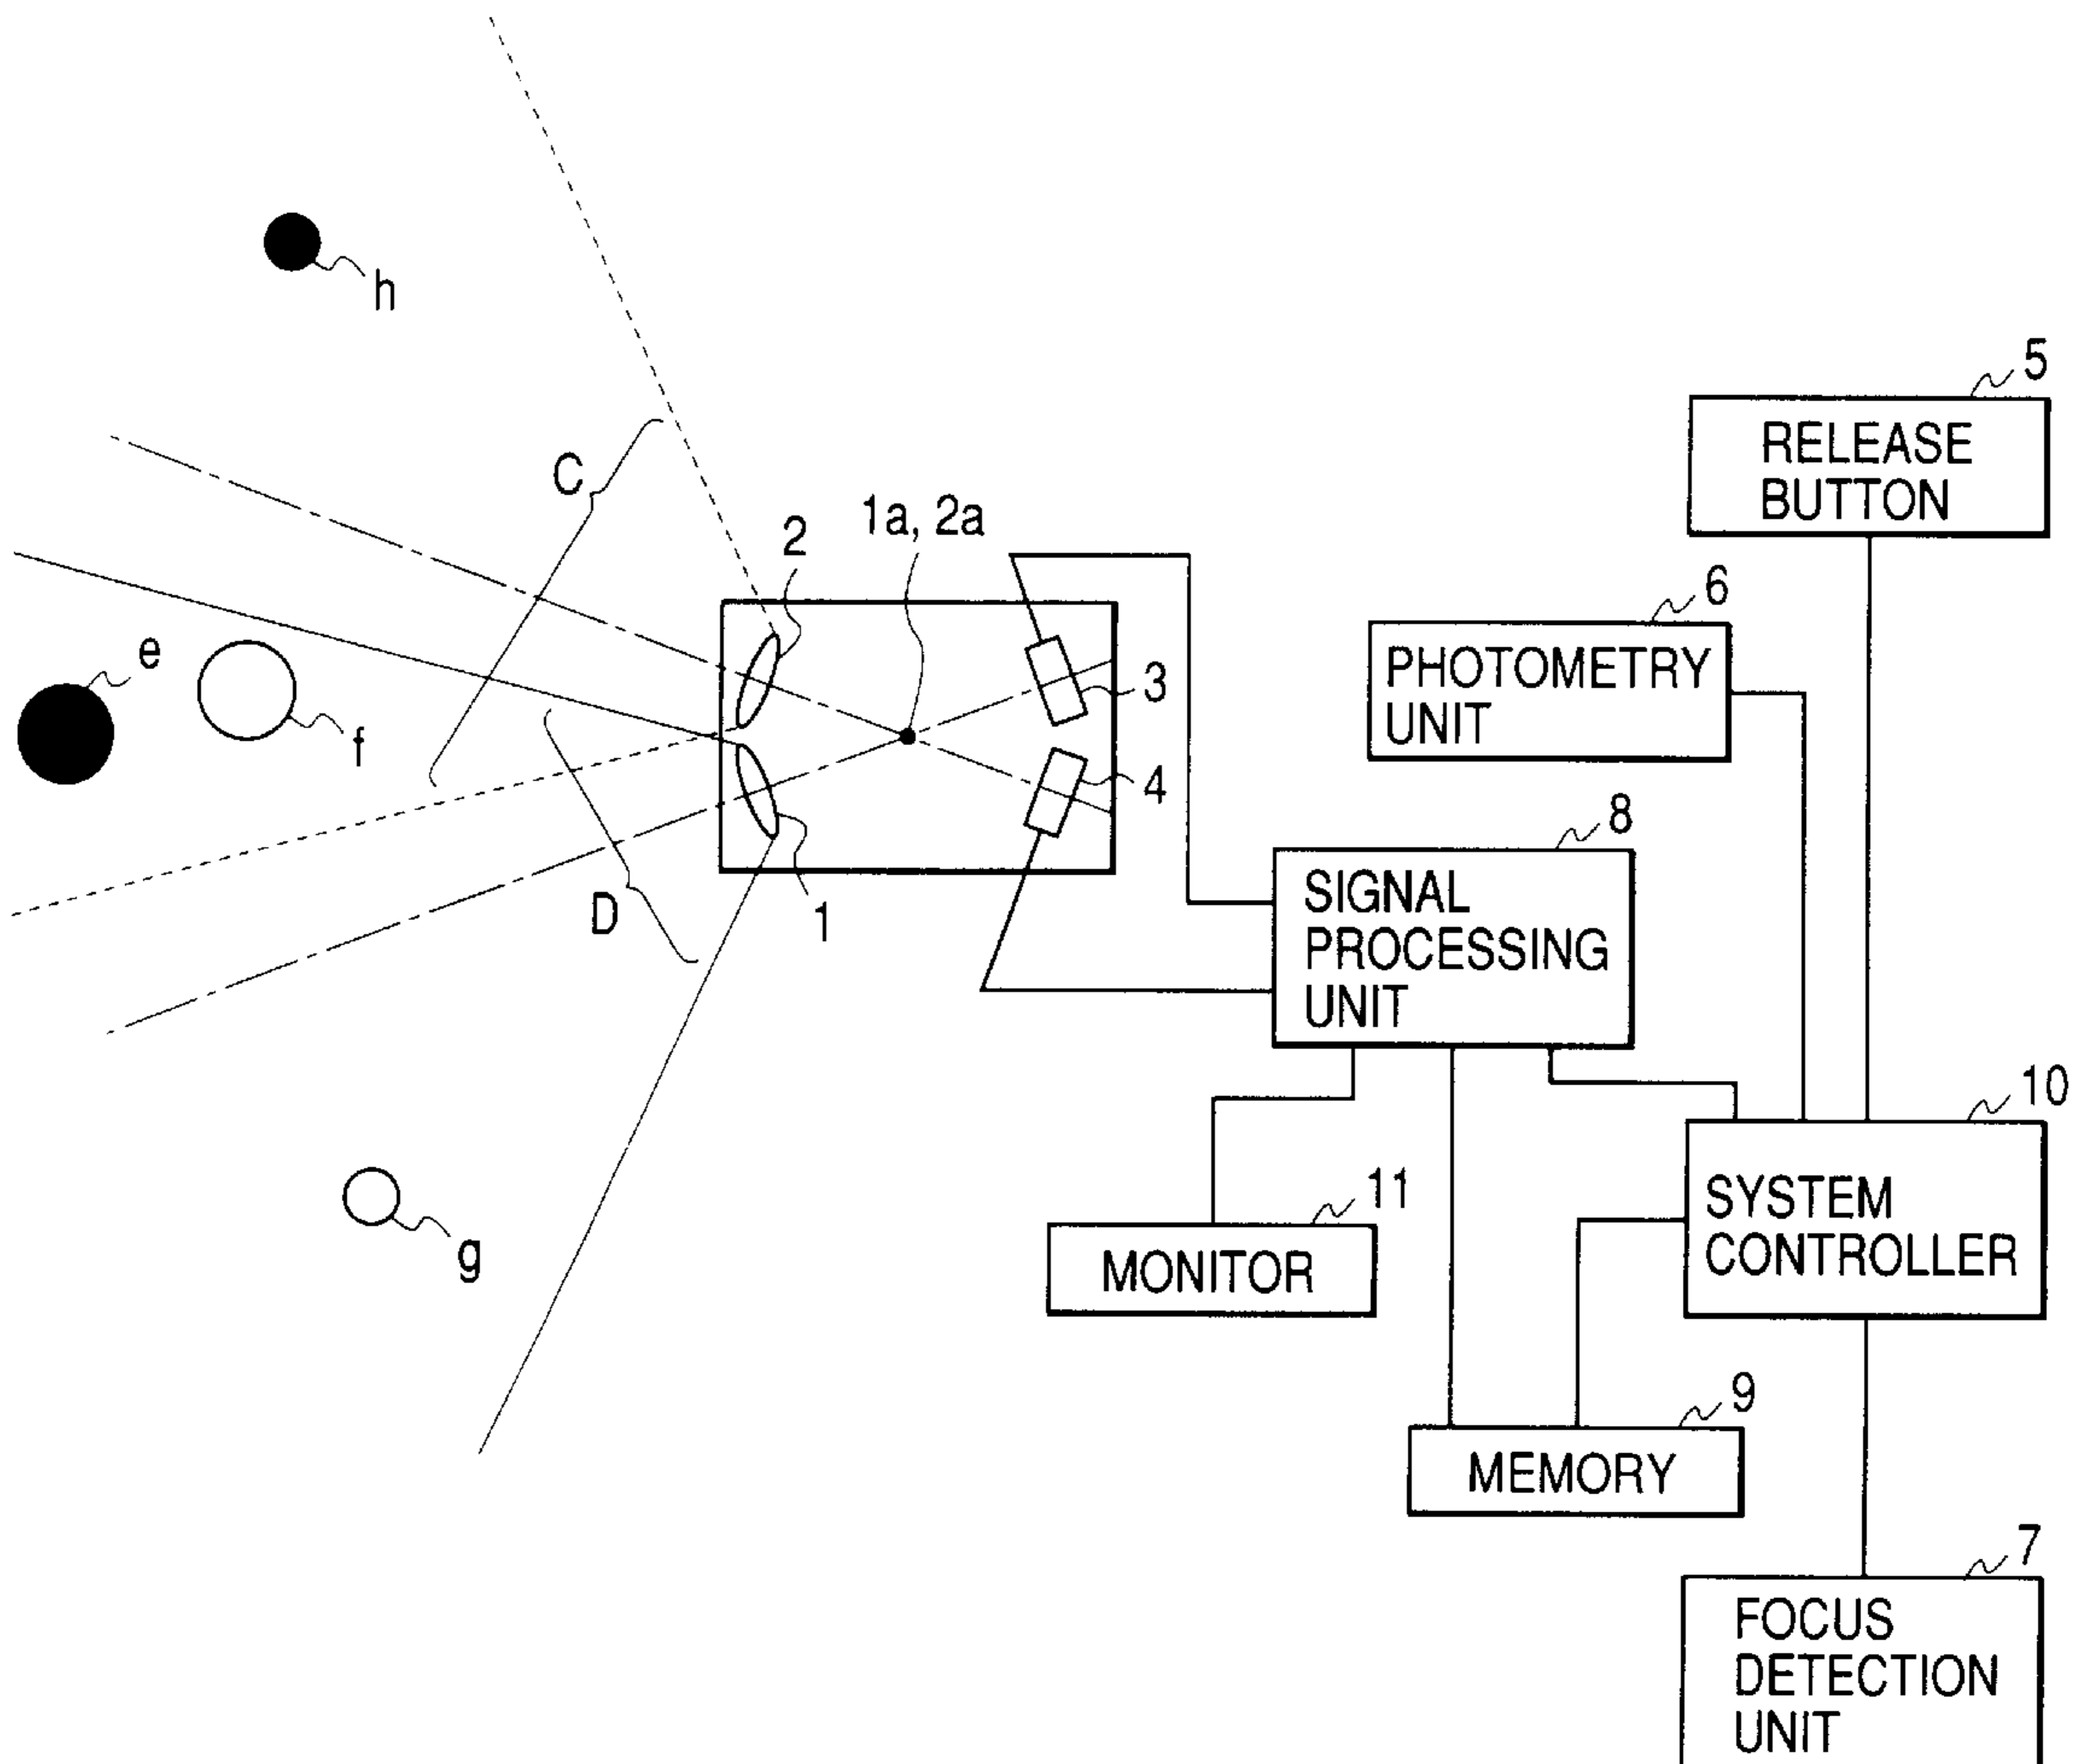 h
C
e
f
D
g
2
1a, 2a
3
4
1
5
RELEASE
BUTTON
6
PHOTOMETRY
UNIT
8
SIGNAL
PROCESSING
UNIT
10
SYSTEM
CONTROLLER
11
MONITOR
9
MEMORY
7
FOCUS
DETECTION
UNIT